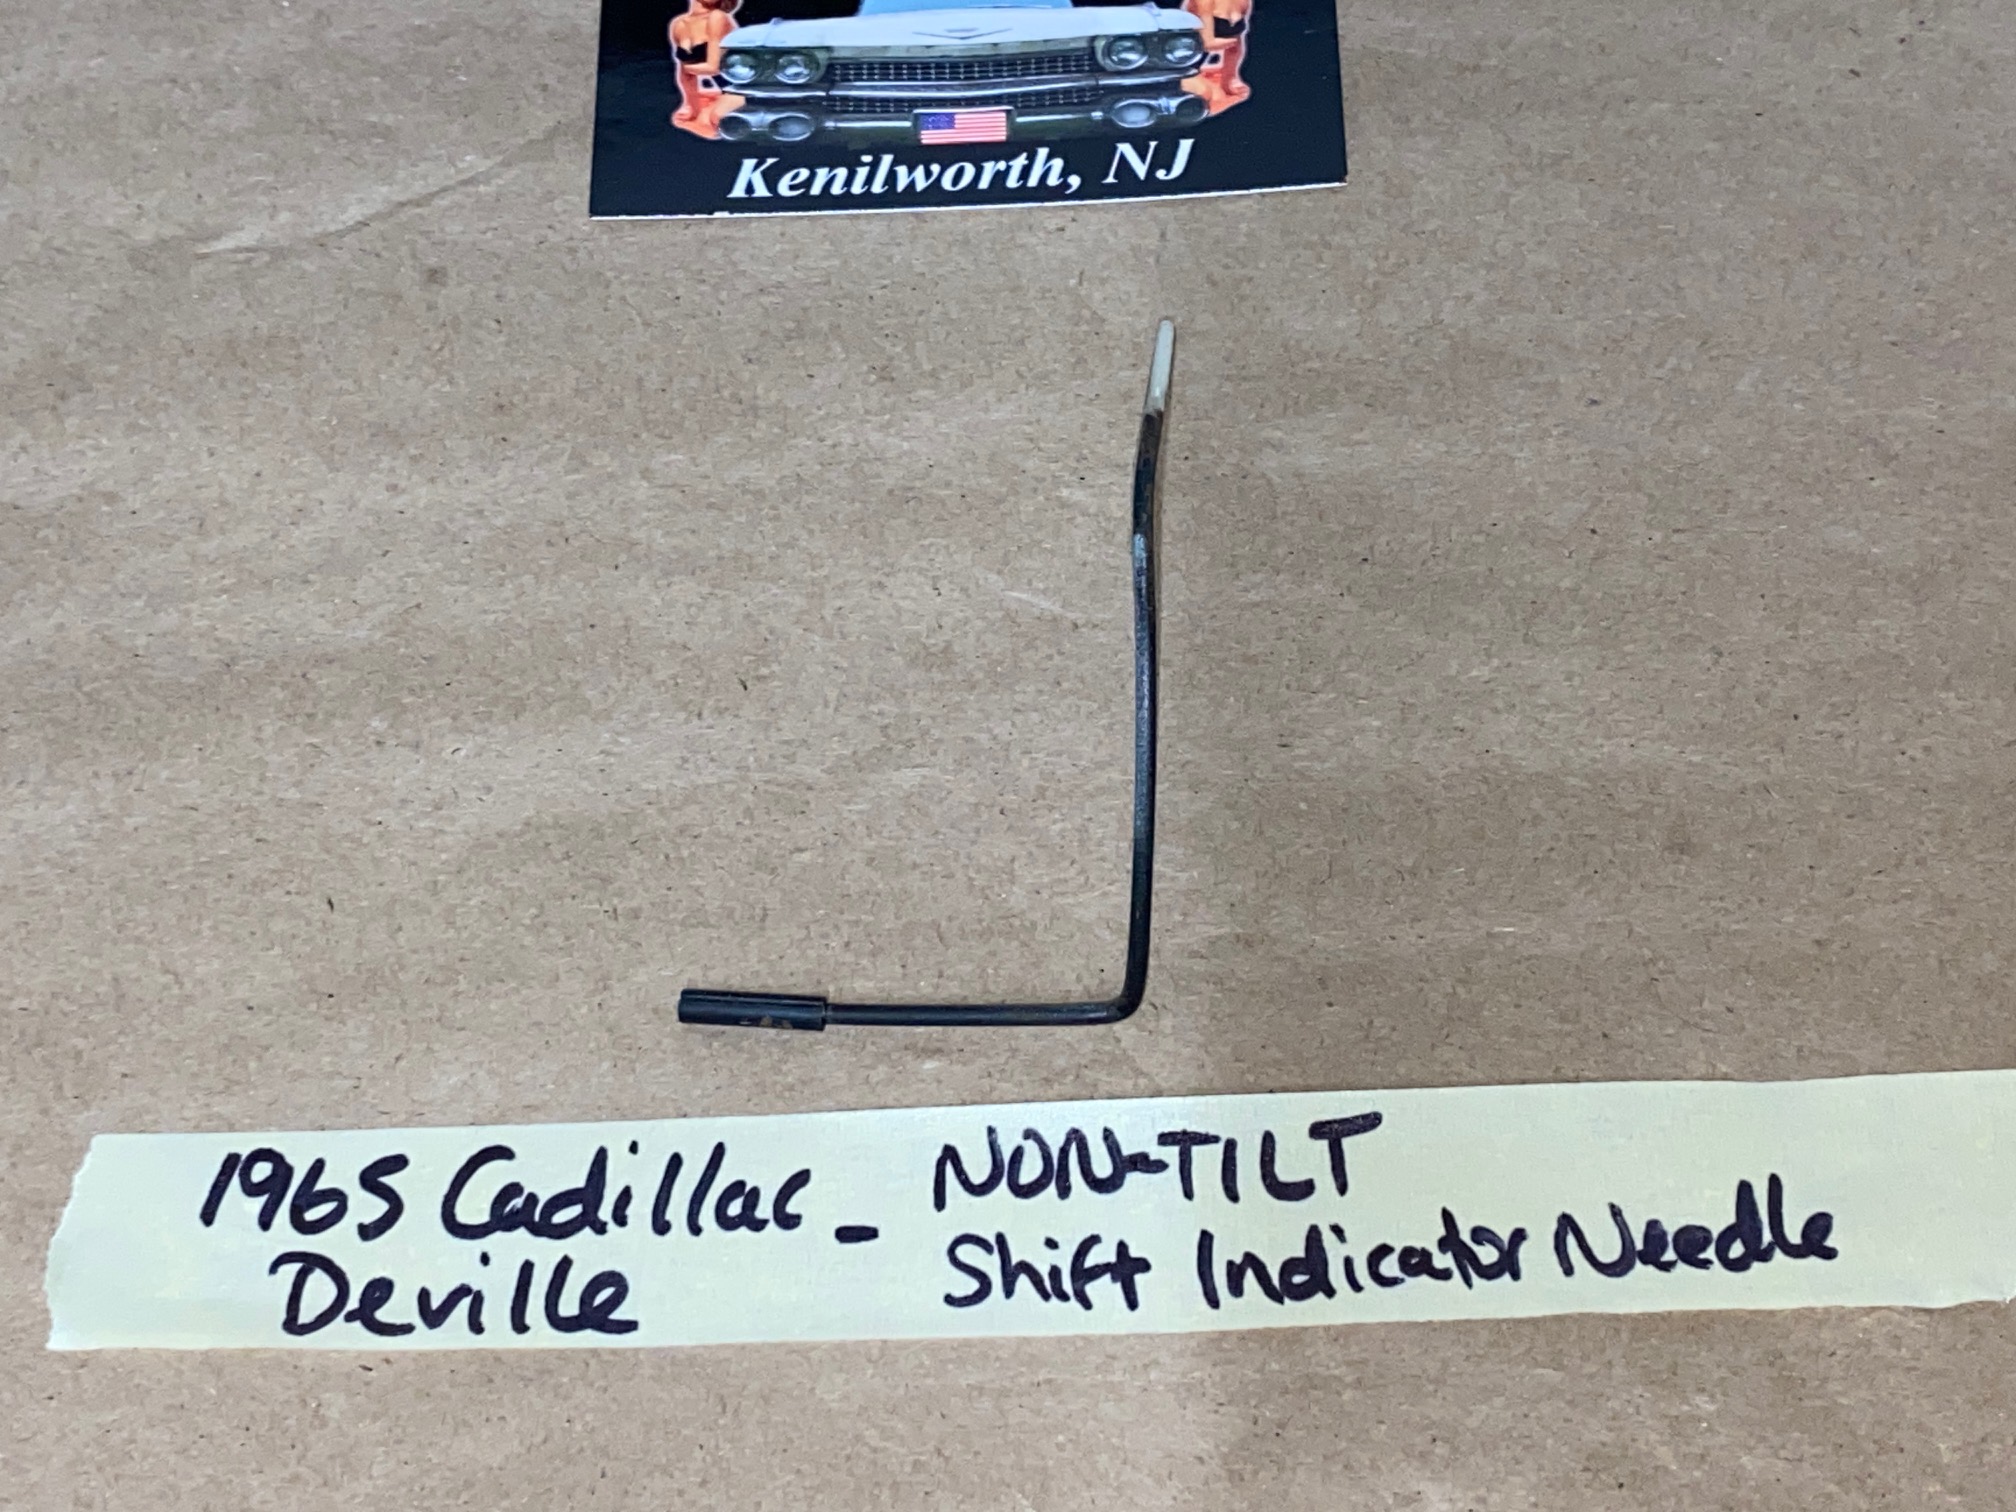 Kenilworth, NJ
1965 Cadillac - NON-TILT
Deville Shift Indicator Needle